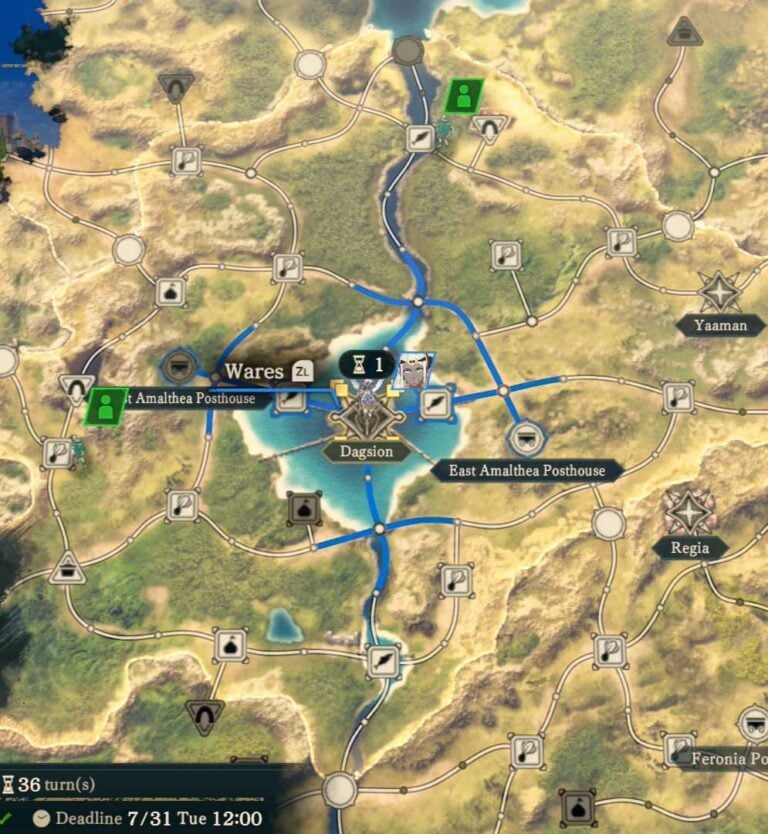 Yaaman
1
Wares ZL
t Amalthea Posthouse
Dagsion
East Amalthea Posthouse
Regia
Feronia Po
36 turn(s)
Deadline 7/31 Tue 12:00